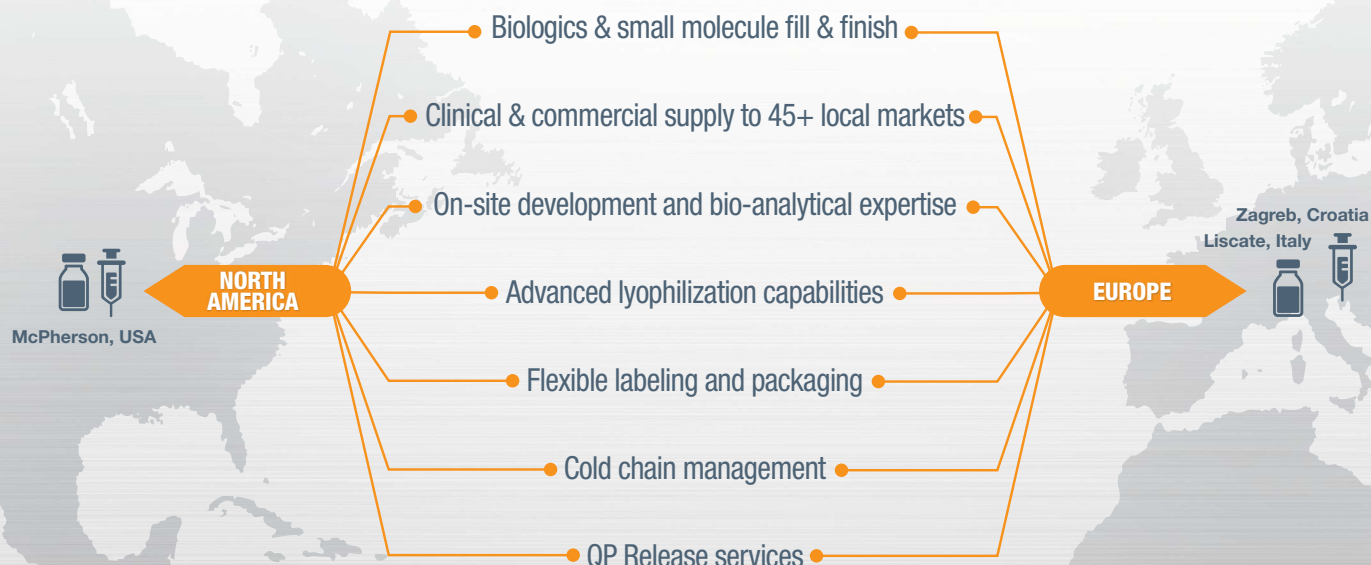 Biologics & small molecule fill & finish
Clinical & commercial supply to 45+ local markets
On-site development and bio-analytical expertise
Zagreb, Croatia
Liscate, Italy
NORTH
AMERICA
Advanced lyophilization capabilities
EUROPE
McPherson, USA
Flexible labeling and packaging
Cold chain management
QP Release services